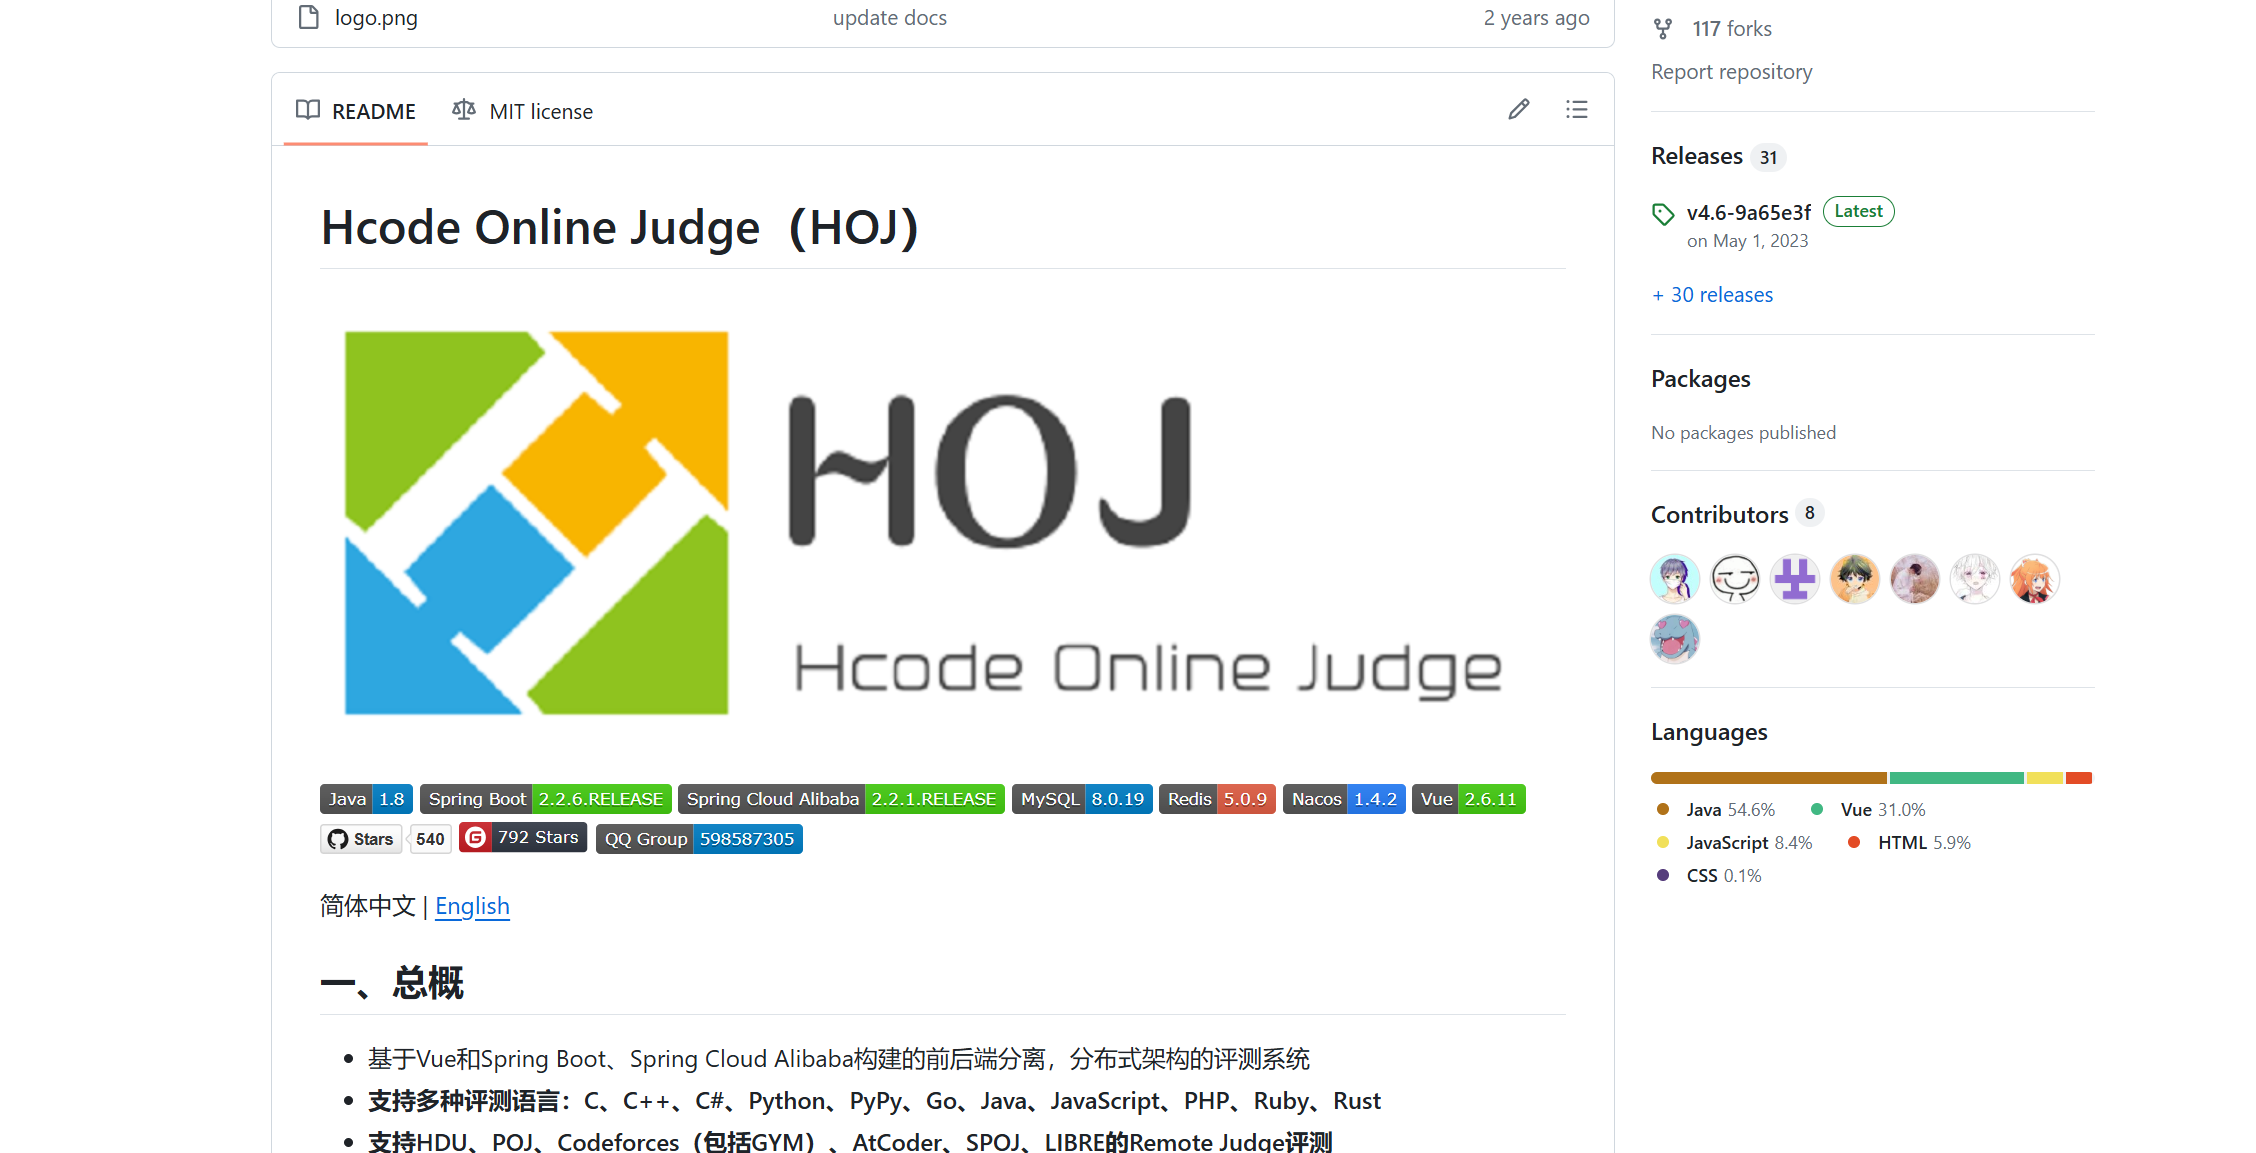 logo.png update docs 2 years ago
README MIT license
Hcode Online Judge（HOJ）
HOJ
Hcode Online Judge
Java 1.8 Spring Boot 2.2.6.RELEASE Spring Cloud Alibaba 2.2.1.RELEASE MySQL 8.0.19 Redis 5.0.9 Nacos 1.4.2 Vue 2.6.11
Stars 540 G 792 Stars QQ Group 598587305
简体中文 | English
一、总概
基于Vue和Spring Boot、Spring Cloud Alibaba构建的前后端分离，分布式架构的评测系统
支持多种评测语言：C、C++、C#、Python、PyPy、Go、Java、JavaScript、PHP、Ruby、Rust
支持HDU、POJ、Codeforces（包括GYM）、AtCoder、SPOJ、LIBRE的Remote Judge评测
117 forks
Report repository
Releases 31
v4.6-9a65e3f Latest
on May 1, 2023
+ 30 releases
Packages
No packages published
Contributors 8
Languages
Java 54.6% Vue 31.0%
JavaScript 8.4% HTML 5.9%
CSS 0.1%